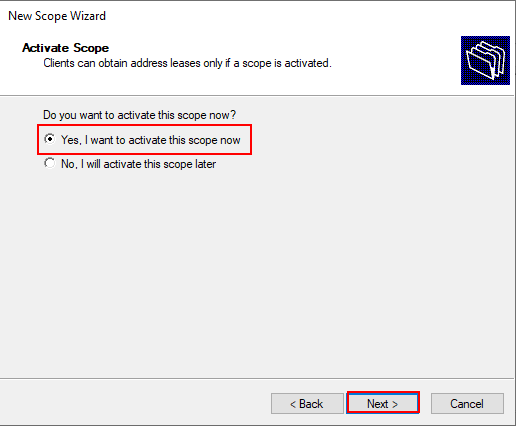 New Scope Wizard
Activate Scope
Clients can obtain address leases only if a scope is activated.
Do you want to activate this scope now?
Yes, I want to activate this scope now
No, I will activate this scope later
< Back
Next >
Cancel